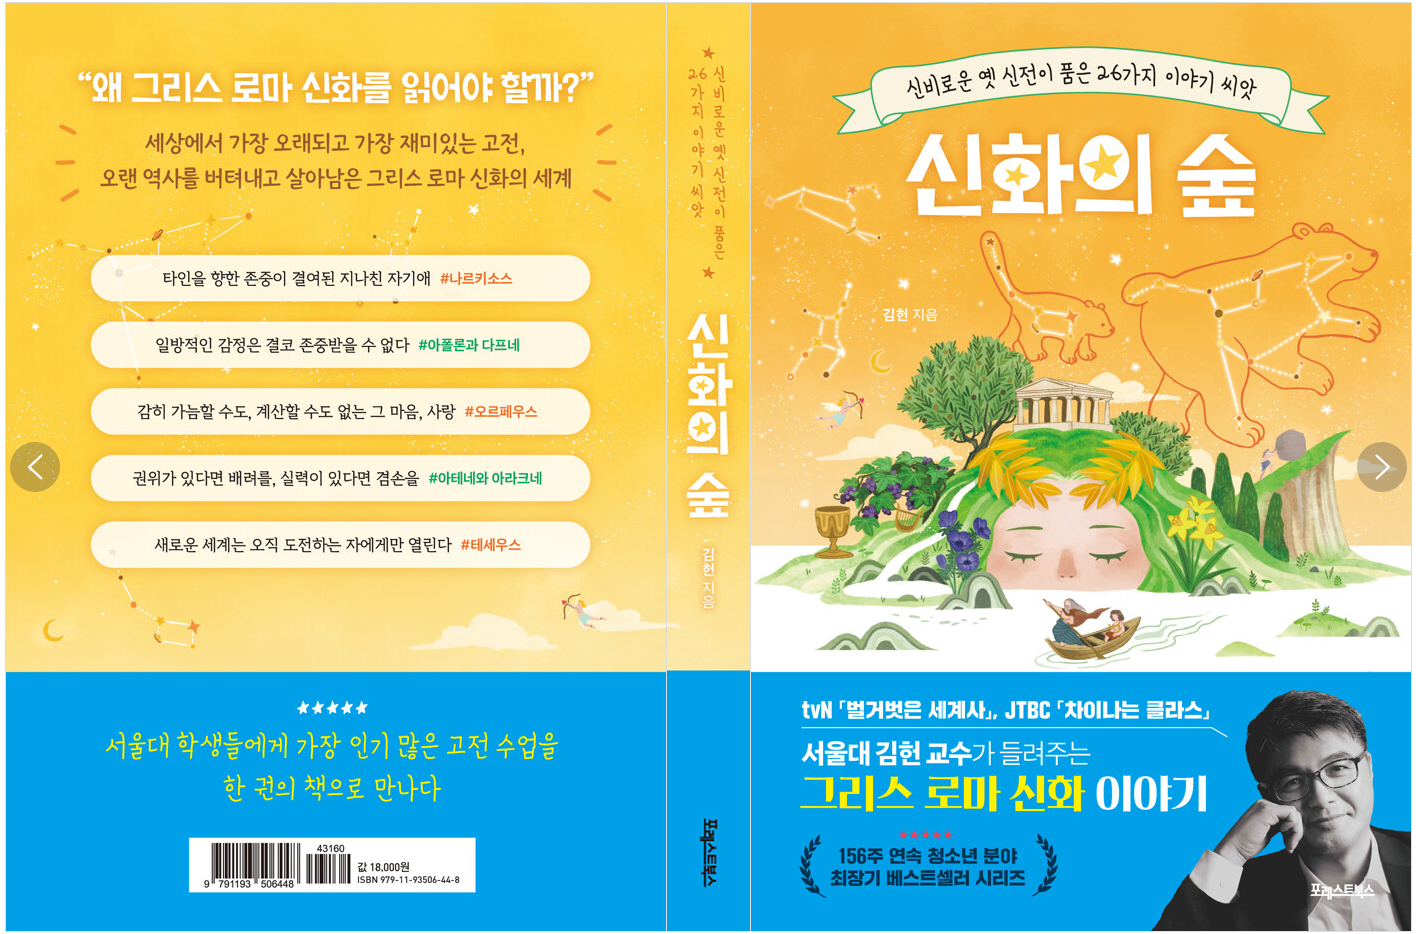 “왜 그리스 로마 신화를 읽어야 할까?”
세상에서 가장 오래되고 가장 재미있는 고전,
오랜 역사를 버텨내고 살아남은 그리스 로마 신화의 세계
타인을 향한 존중이 결여된 지나친 자기애 #나르키소스
일방적인 감정은 결코 존중받을 수 없다 #아폴론과 다프네
감히 가늠할 수도, 계산할 수도 없는 그 마음, 사랑 #오르페우스
권위가 있다면 배려를, 실력이 있다면 겸손을 #아테네와 아라크네
새로운 세계는 오직 도전하는 자에게만 열린다 #테세우스
서울대 학생들에게 가장 인기 많은 고전 수업을
한 권의 책으로 만나다
43160
값 18,000원
ISBN 979-11-93506-44-8
9 791193 506448
신비로운 옛 신전이 품은
26가지 이야기 씨앗
신화의 숲
김헌 지음
포레스트북스
신비로운 옛 신전이 품은 26가지 이야기 씨앗
신화의 숲
김헌 지음
tvN 「벌거벗은 세계사」, JTBC 「차이나는 클라스」
서울대 김헌 교수가 들려주는
그리스 로마 신화 이야기
156주 연속 청소년 분야
최장기 베스트셀러 시리즈
포레스트북스